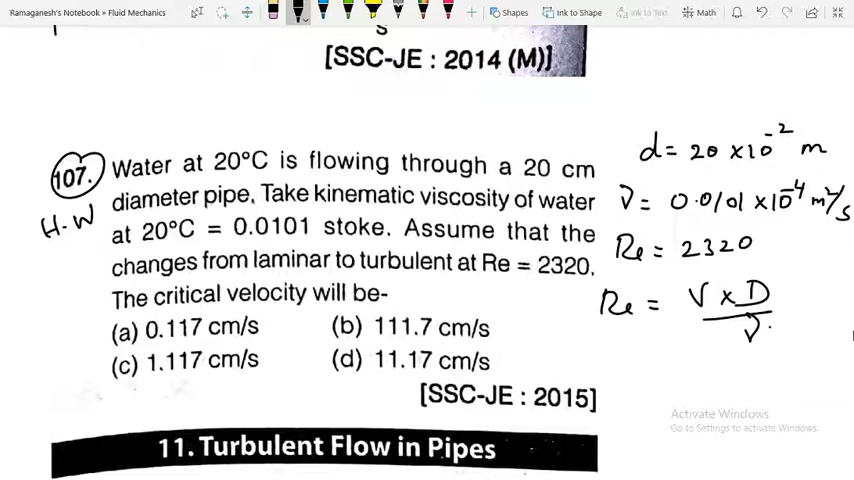 Ramaganesh's Notebook » Fluid Mechanics
Shapes
Ink to Shape
Ink to Text
Math
[SSC-JE : 2014 (M)]
107. Water at 20°C is flowing through a 20 cm
diameter pipe. Take kinematic viscosity of water
at 20°C = 0.0101 stoke. Assume that the
changes from laminar to turbulent at Re = 2320.
The critical velocity will be-
(a) 0.117 cm/s (b) 111.7 cm/s
(c) 1.117 cm/s (d) 11.17 cm/s
[SSC-JE : 2015]
H.W
d = 20 × 10⁻² m
ν = 0.0101 × 10⁻⁴ m²/s
Re = 2320
Re = V × D / ν
11. Turbulent Flow in Pipes
Activate Windows
Go to Settings to activate Windows.